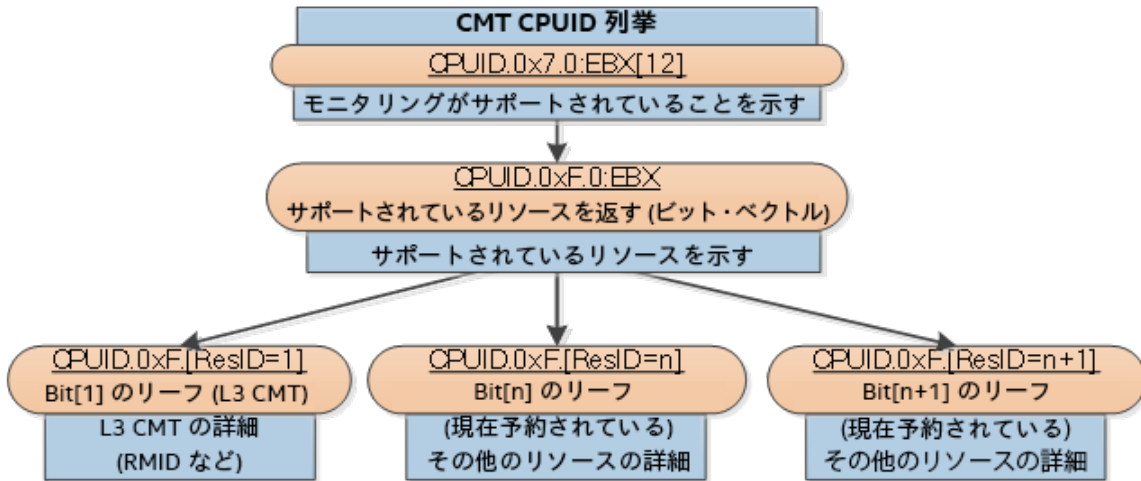 CMT CPUID 列挙
CPUID.0x7.0:EBX[12]
モニタリングがサポートされていることを示す
CPUID.0xF.0:EBX
サポートされているリソースを返す (ビット・ベクトル)
サポートされているリソースを示す
CPUID.0xF.[ResID=1]
Bit[1] のリーフ (L3 CMT)
L3 CMT の詳細
(RMID など)
CPUID.0xF.[ResID=n]
Bit[n] のリーフ
(現在予約されている)
その他のリソースの詳細
CPUID.0xF.[ResID=n+1]
Bit[n+1] のリーフ
(現在予約されている)
その他のリソースの詳細